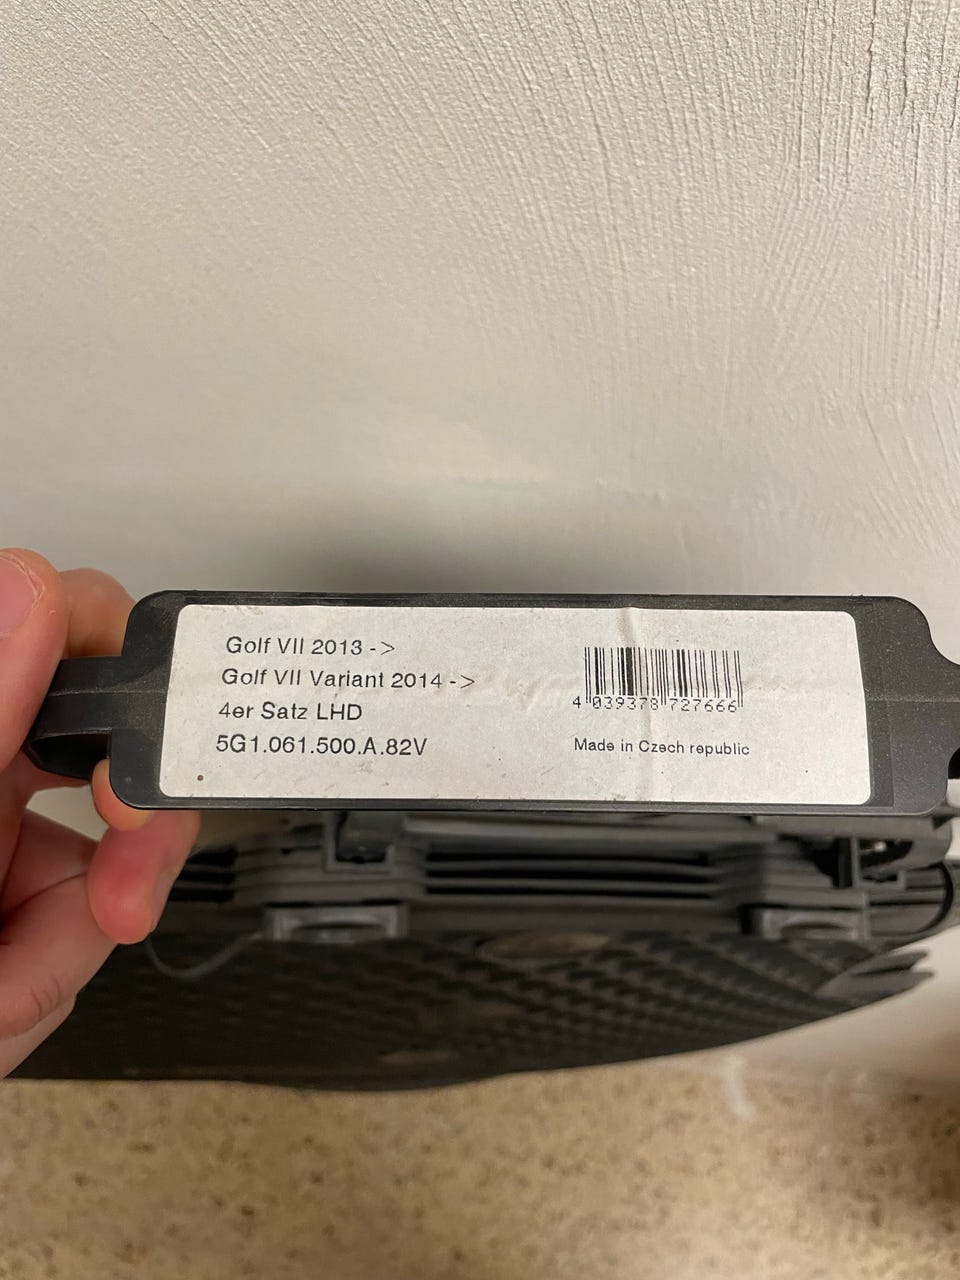 Golf VII 2013 ->
Golf VII Variant 2014 ->
4er Satz LHD
5G1.061.500.A.82V
4 039378 727666
Made in Czech republic